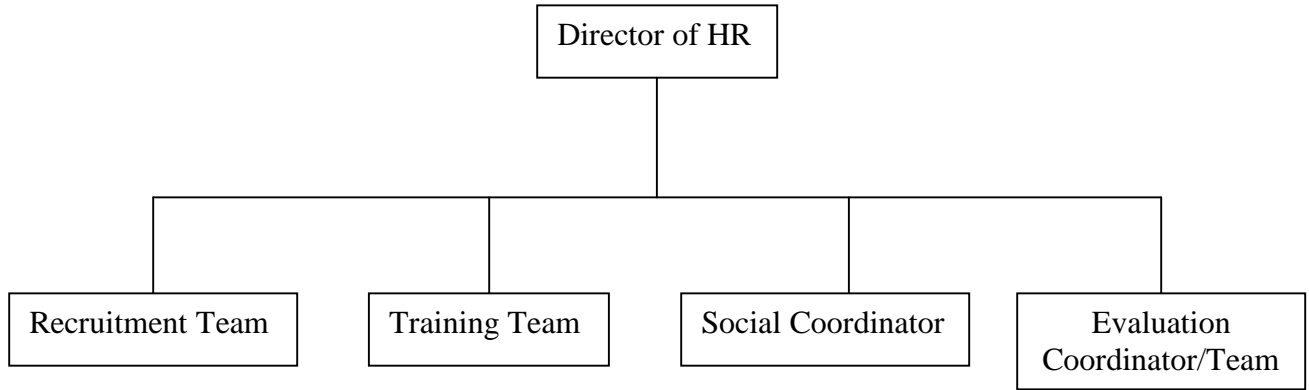 Director of HR
Recruitment Team
Training Team
Social Coordinator
Evaluation
Coordinator/Team